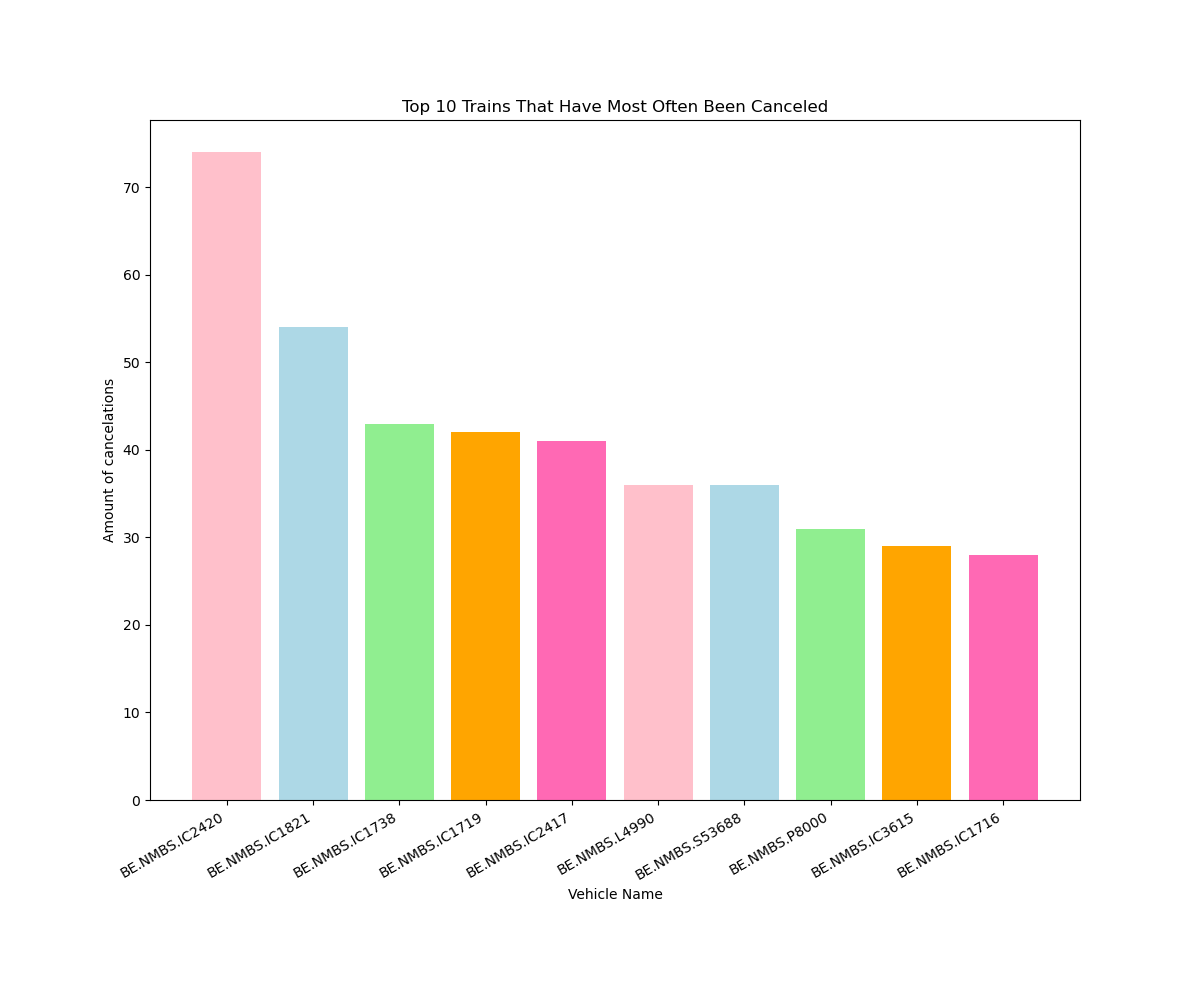 Top 10 Trains That Have Most Often Been Canceled
70
60
50
40
30
20
10
0
Amount of cancelations
BE.NMBS.IC2420
BE.NMBS.IC1821
BE.NMBS.IC1738
BE.NMBS.IC1719
BE.NMBS.IC2417
BE.NMBS.L4990
BE.NMBS.S53688
BE.NMBS.P8000
BE.NMBS.IC3615
BE.NMBS.IC1716
Vehicle Name